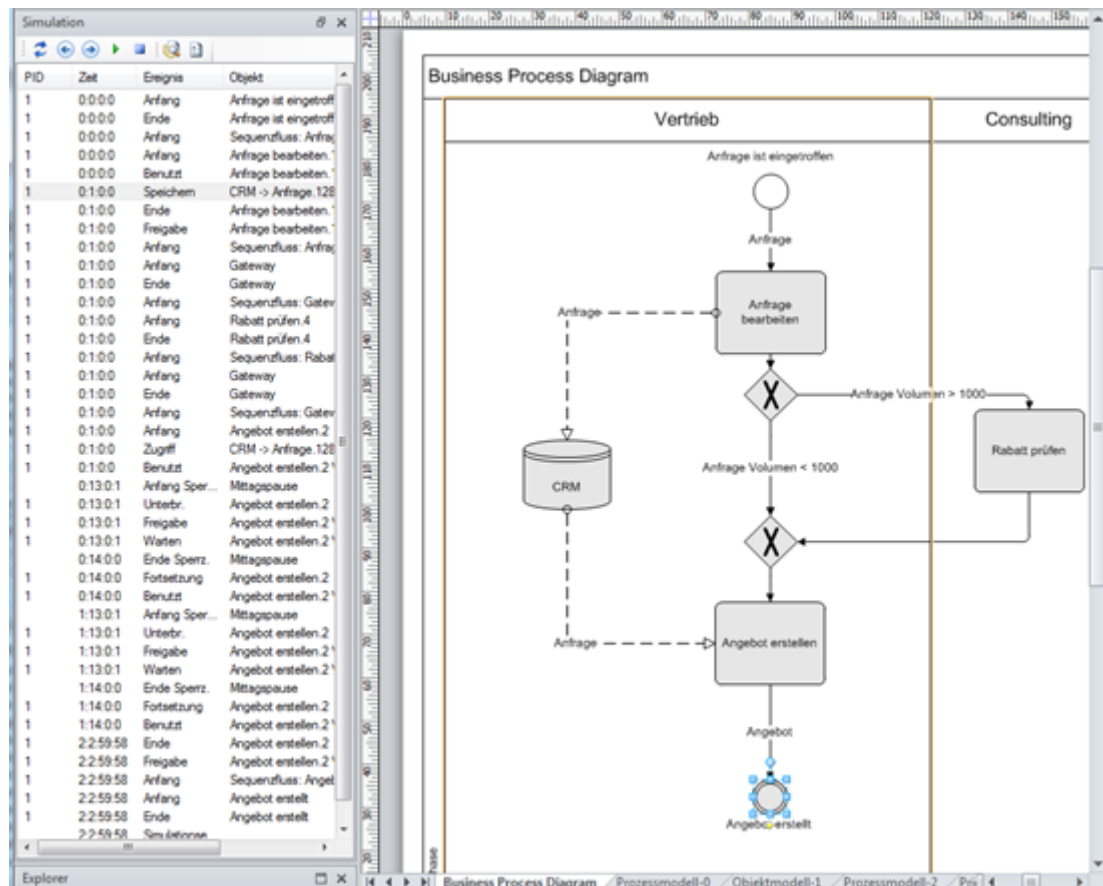 Simulation
PID Zeit Ereignis Objekt
1 0:0:0:0 Anfang Anfrage ist eingetroff
1 0:0:0:0 Ende Anfrage ist eingetroff
1 0:0:0:0 Anfang Sequenzfluss: Anfrag
1 0:0:0:0 Anfang Anfrage bearbeiten.
1 0:0:0:0 Benutzt Anfrage bearbeiten.
1 0:1:0:0 Speichern CRM -> Anfrage.128
1 0:1:0:0 Ende Anfrage bearbeiten.
1 0:1:0:0 Freigabe Anfrage bearbeiten.
1 0:1:0:0 Anfang Sequenzfluss: Anfrag
1 0:1:0:0 Anfang Gateway
1 0:1:0:0 Ende Gateway
1 0:1:0:0 Anfang Sequenzfluss: Gatew
1 0:1:0:0 Anfang Rabatt prüfen.4
1 0:1:0:0 Ende Rabatt prüfen.4
1 0:1:0:0 Anfang Sequenzfluss: Rabat
1 0:1:0:0 Anfang Gateway
1 0:1:0:0 Ende Gateway
1 0:1:0:0 Anfang Sequenzfluss: Gatew
1 0:1:0:0 Anfang Angebot erstellen.2
1 0:1:0:0 Zugriff CRM -> Anfrage.128
1 0:1:0:0 Benutzt Angebot erstellen.2
0:13:0:1 Anfang Sper... Mittagspause
1 0:13:0:1 Unterbr. Angebot erstellen.2
1 0:13:0:1 Freigabe Angebot erstellen.2
1 0:13:0:1 Warten Angebot erstellen.2
0:14:0:0 Ende Sperrz. Mittagspause
1 0:14:0:0 Fortsetzung Angebot erstellen.2
1 0:14:0:0 Benutzt Angebot erstellen.2
1:13:0:1 Anfang Sper... Mittagspause
1 1:13:0:1 Unterbr. Angebot erstellen.2
1 1:13:0:1 Freigabe Angebot erstellen.2
1 1:13:0:1 Warten Angebot erstellen.2
1:14:0:0 Ende Sperrz. Mittagspause
1 1:14:0:0 Fortsetzung Angebot erstellen.2
1 1:14:0:0 Benutzt Angebot erstellen.2
1 2:2:59:58 Ende Angebot erstellen.2
1 2:2:59:58 Freigabe Angebot erstellen.2
1 2:2:59:58 Anfang Sequenzfluss: Angeb
1 2:2:59:58 Anfang Angebot erstellt
1 2:2:59:58 Ende Angebot erstellt
2:2:59:58 Simulationse
Explorer
Business Process Diagram
Vertrieb
Consulting
Anfrage ist eingetroffen
Anfrage
Anfrage
bearbeiten
Anfrage
Anfrage Volumen > 1000
Rabatt prüfen
Anfrage Volumen < 1000
CRM
Anfrage
Angebot erstellen
Angebot
Angebot erstellt
Business Process Diagram Prozessmodell-0 Objektmodell-1 Prozessmodell-2